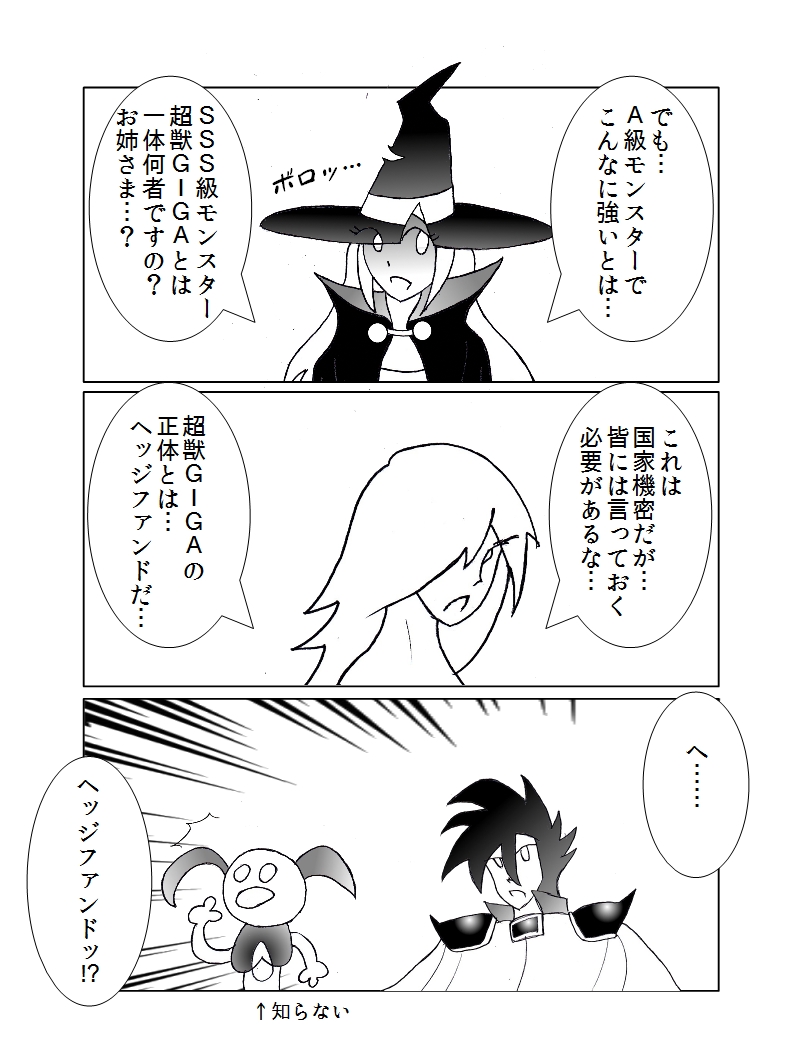 でも…
Ａ級モンスターで
こんなに強いとは…
ボロッ…
ＳＳＳ級モンスター
超獣ＧＩＧＡとは
一体何者ですの？
お姉さま…？
これは
国家機密だが…
皆には言っておく
必要があるな…
超獣ＧＩＧＡの
正体とは…
ヘッジファンドだ…
へ……
ヘッジファンドッ!?
↑知らない